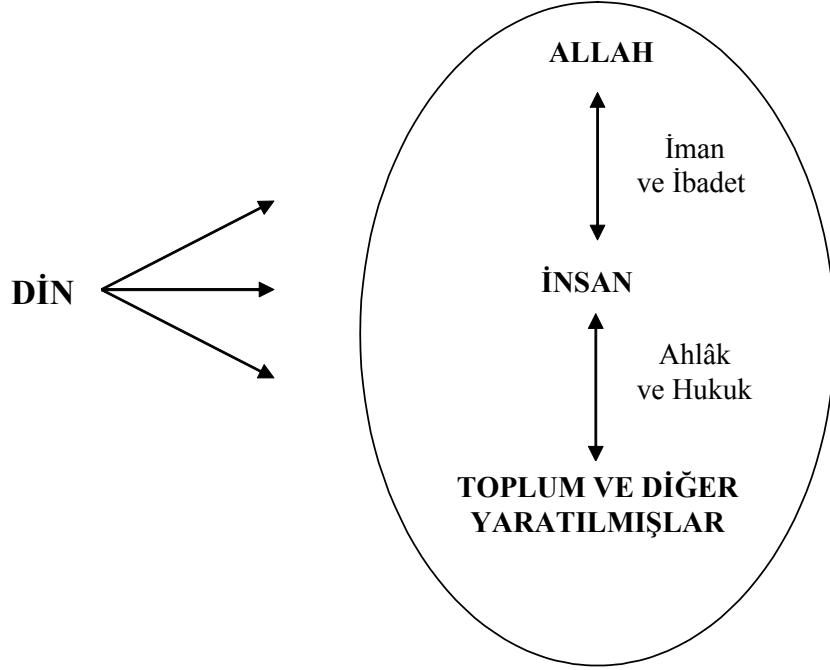 ALLAH
İman
ve İbadet
DİN
İNSAN
Ahlâk
ve Hukuk
TOPLUM VE DİĞER
YARATILMIŞLAR